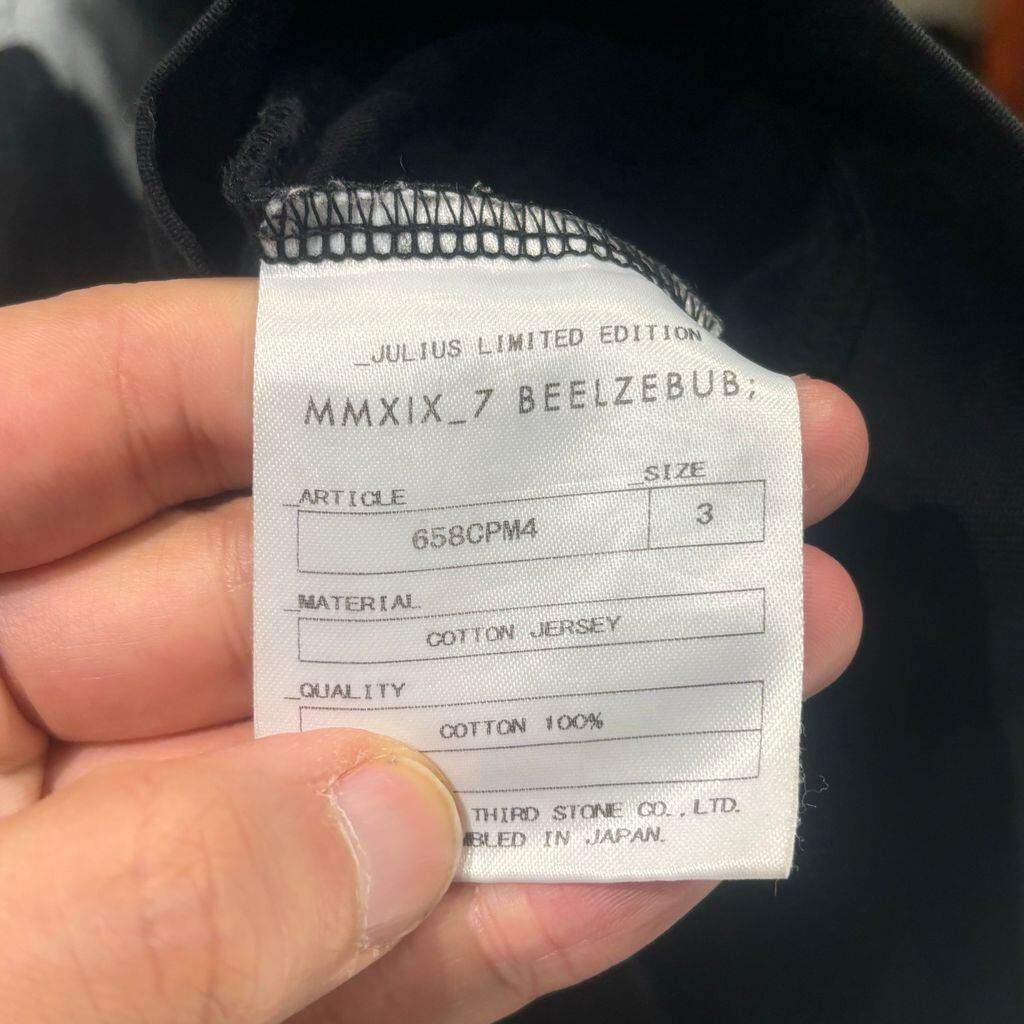 _JULIUS LIMITED EDITION
MMXIX_7 BEELZEBUB;
_ARTICLE _SIZE
658CPM4 3
_MATERIAL
COTTON JERSEY
_QUALITY
COTTON 100%
THIRD STONE CO.,LTD.
IN JAPAN.